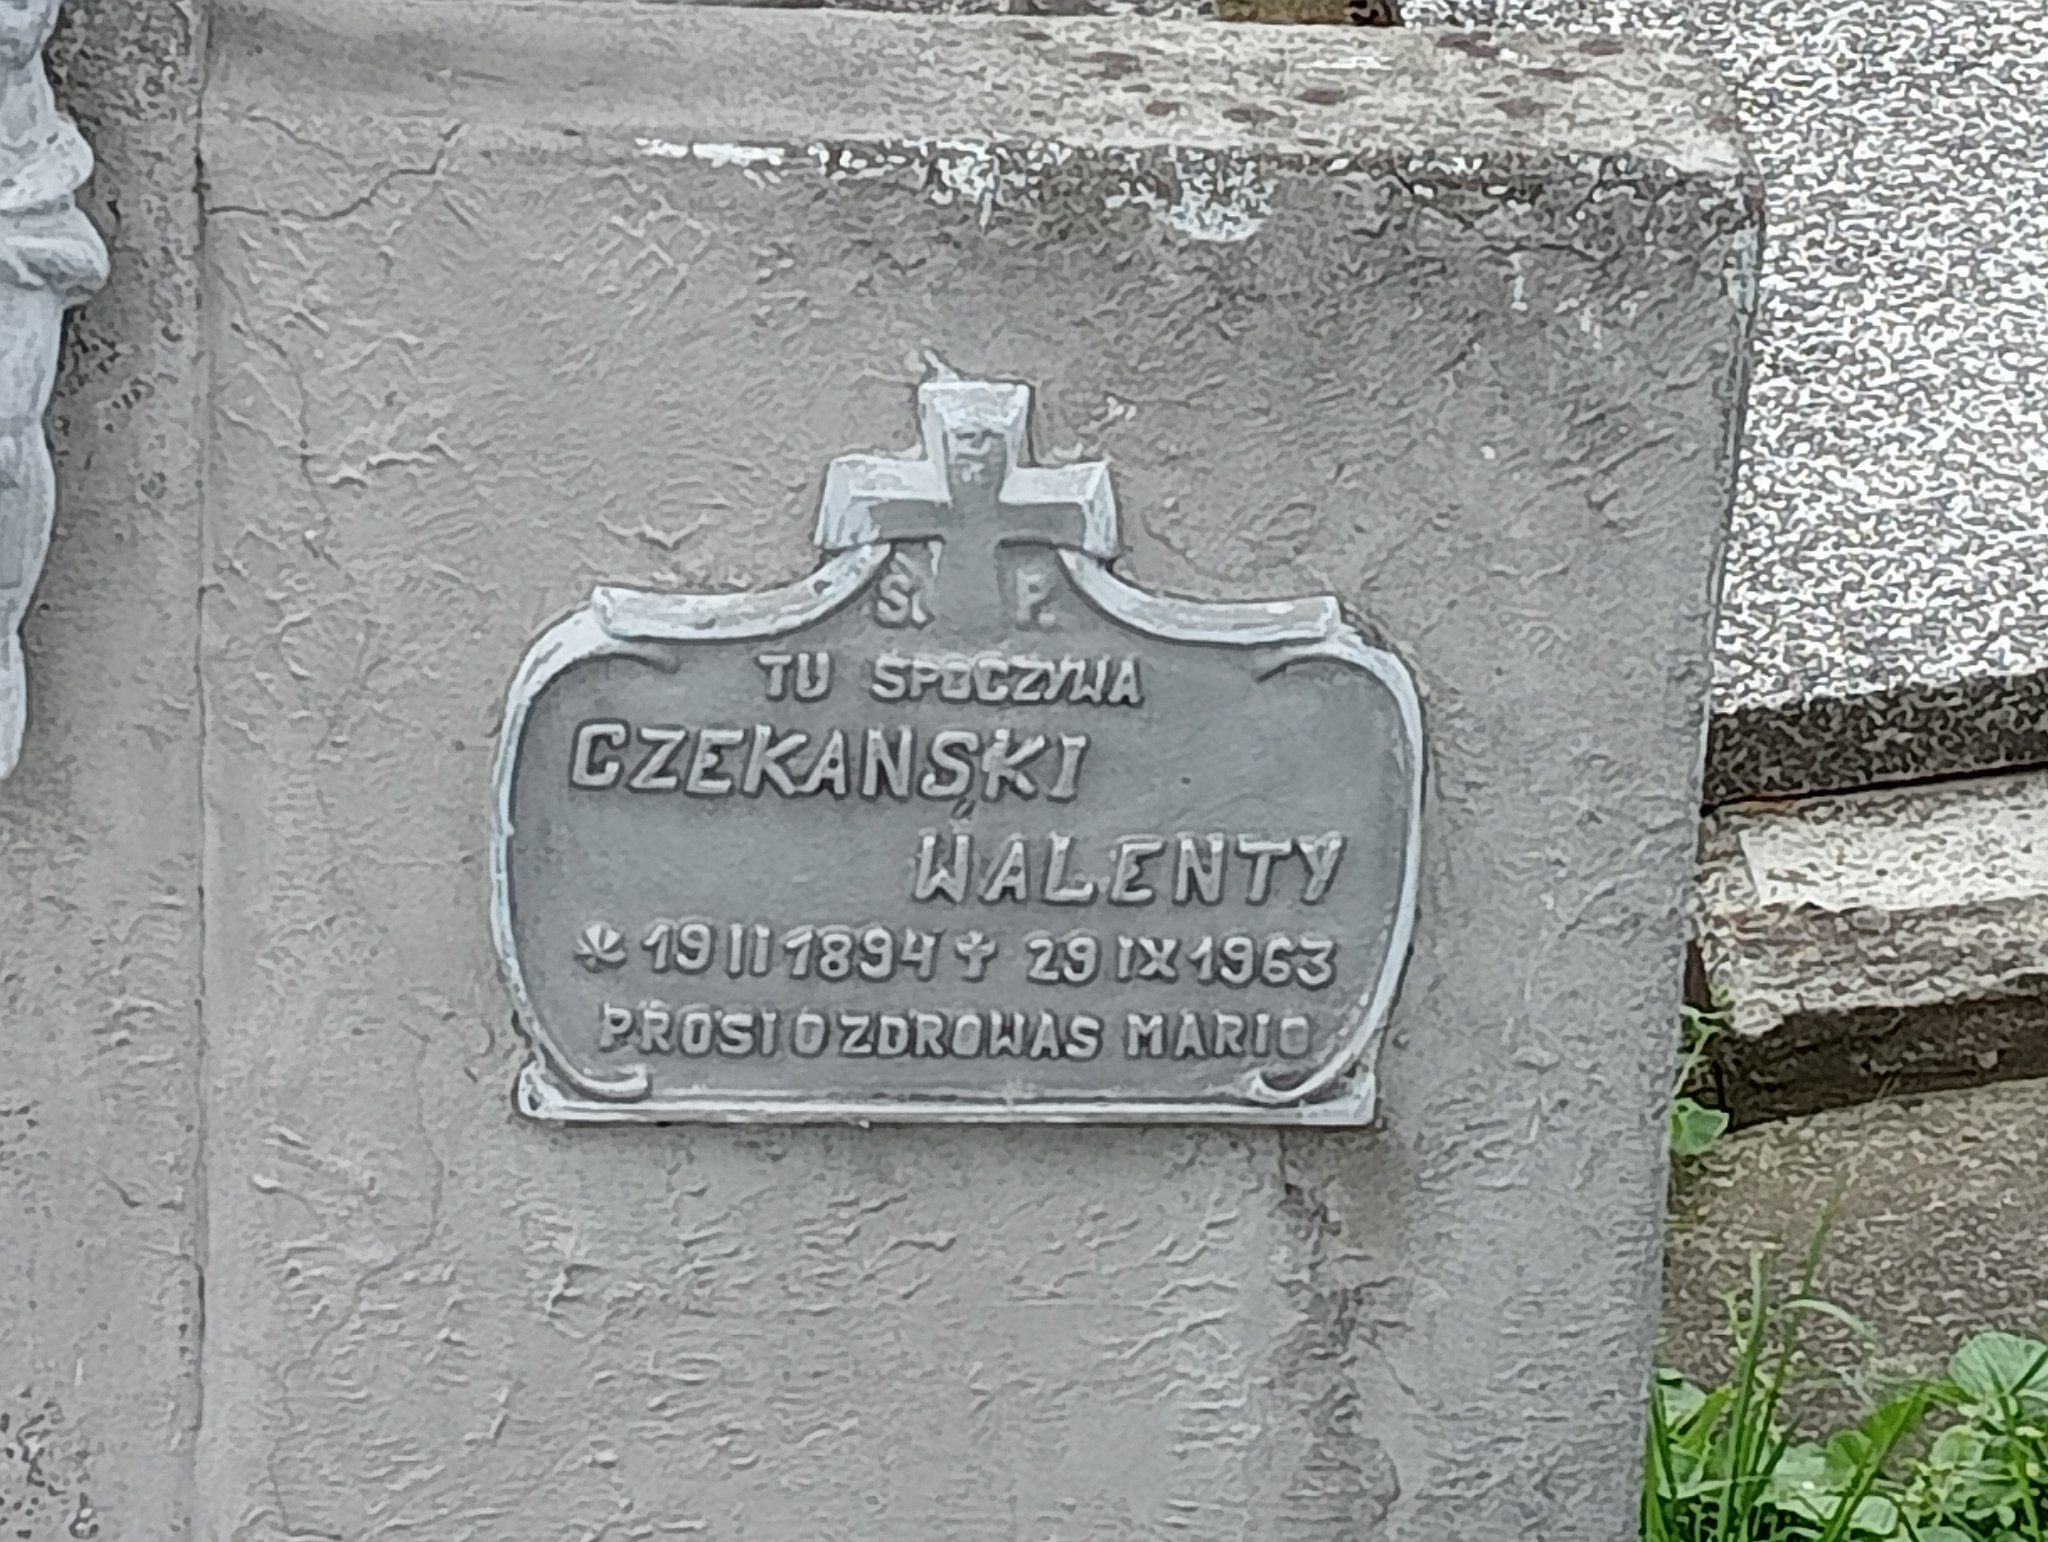 S. P.
TU SPOCZYWA
CZEKANSKI
WALENTY
* 19 II 1894 ✝ 29 IX 1963
PROSI O ZDROWAS MARIO